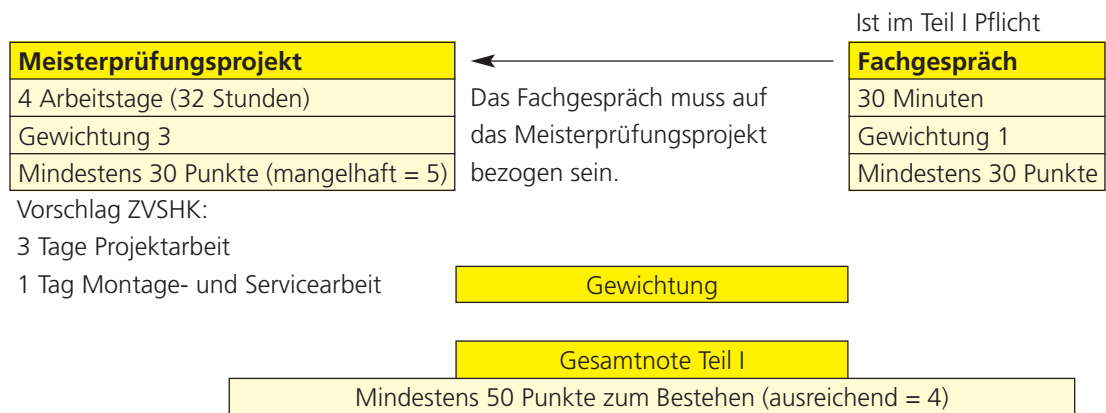 Ist im Teil I Pflicht
Meisterprüfungsprojekt
4 Arbeitstage (32 Stunden)
Gewichtung 3
Mindestens 30 Punkte (mangelhaft = 5)
Vorschlag ZVSHK:
3 Tage Projektarbeit
1 Tag Montage- und Servicearbeit
Das Fachgespräch muss auf
das Meisterprüfungsprojekt
bezogen sein.
Fachgespräch
30 Minuten
Gewichtung 1
Mindestens 30 Punkte
Gewichtung
Gesamtnote Teil I
Mindestens 50 Punkte zum Bestehen (ausreichend = 4)